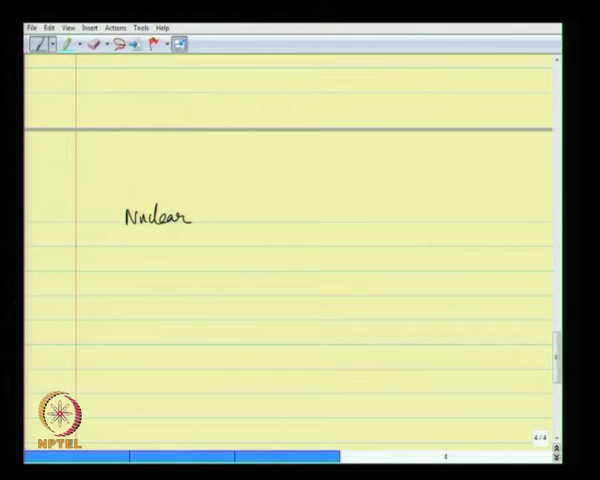 File Edit View Insert Actions Tools Help
Nuclear
NPTEL
4 / 4
4